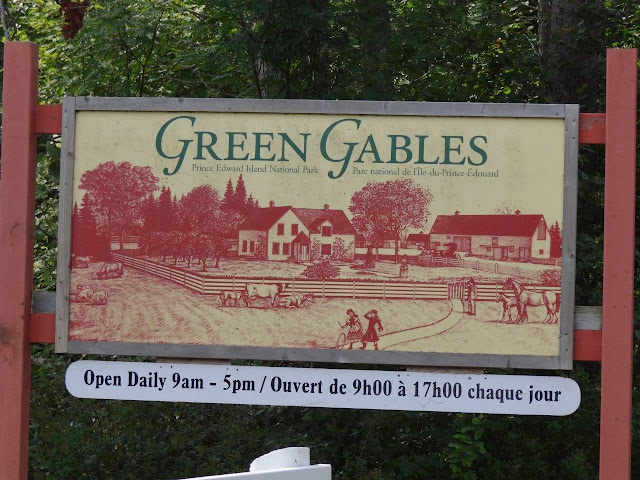 GREEN GABLES
Prince Edward Island National Park
Parc national de l'Île-du-Prince-Édouard
Open Daily 9am - 5pm / Ouvert de 9h00 à 17h00 chaque jour